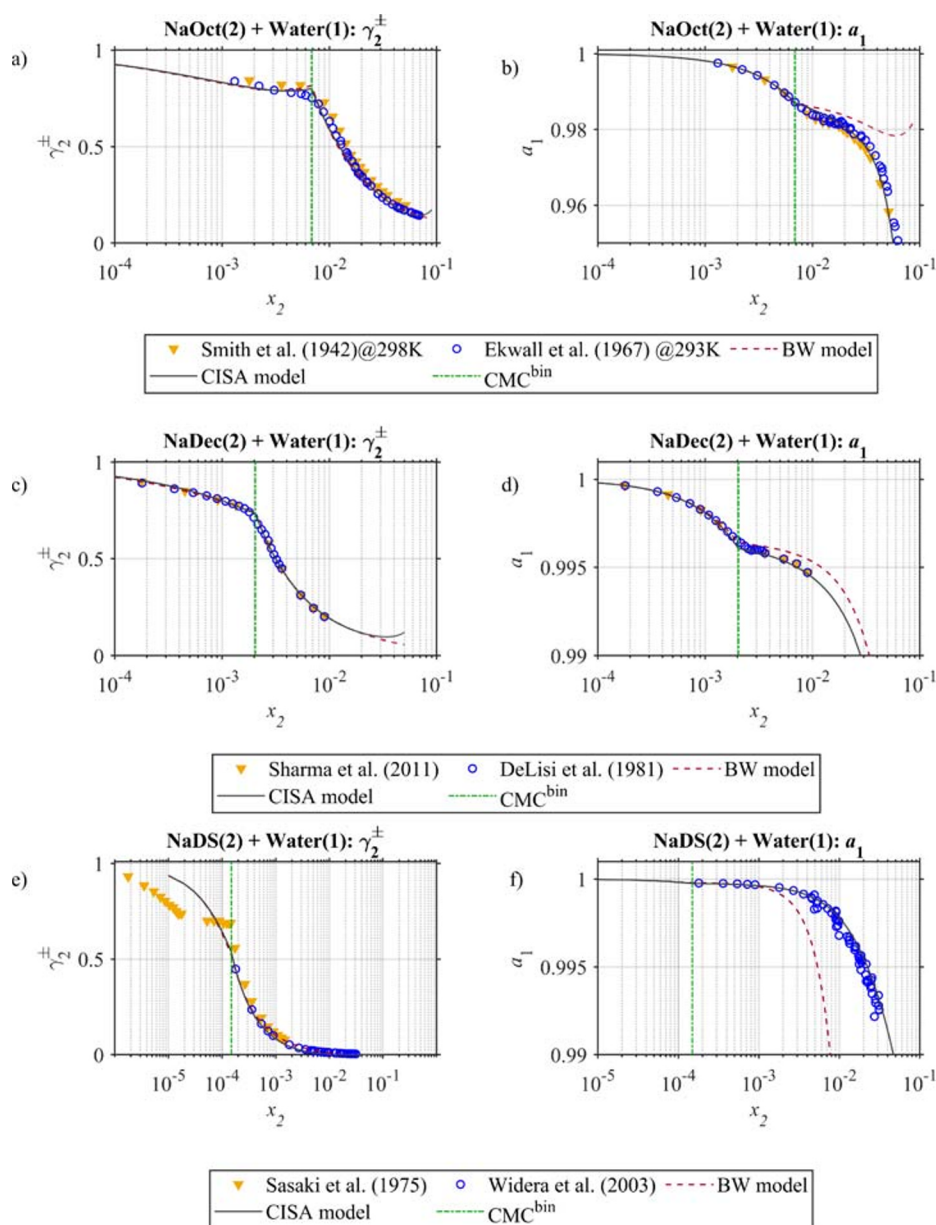 NaOct(2) + Water(1): γ₂±
NaOct(2) + Water(1): a₁
a)
1
0.5
0
γ₂±
10⁻⁴ 10⁻³ 10⁻² 10⁻¹
x₂
b)
1
0.98
0.96
a₁
10⁻⁴ 10⁻³ 10⁻² 10⁻¹
x₂
Smith et al. (1942)@298K Ekwall et al. (1967) @293K BW model
CISA model CMCᵇⁱⁿ
NaDec(2) + Water(1): γ₂±
NaDec(2) + Water(1): a₁
c)
1
0.5
0
γ₂±
10⁻⁴ 10⁻³ 10⁻² 10⁻¹
x₂
d)
1
0.995
0.99
a₁
10⁻⁴ 10⁻³ 10⁻² 10⁻¹
x₂
Sharma et al. (2011) DeLisi et al. (1981) BW model
CISA model CMCᵇⁱⁿ
NaDS(2) + Water(1): γ₂±
NaDS(2) + Water(1): a₁
e)
1
0.5
0
γ₂±
10⁻⁵ 10⁻⁴ 10⁻³ 10⁻² 10⁻¹
x₂
f)
1
0.995
0.99
a₁
10⁻⁵ 10⁻⁴ 10⁻³ 10⁻² 10⁻¹
x₂
Sasaki et al. (1975) Widera et al. (2003) BW model
CISA model CMCᵇⁱⁿ